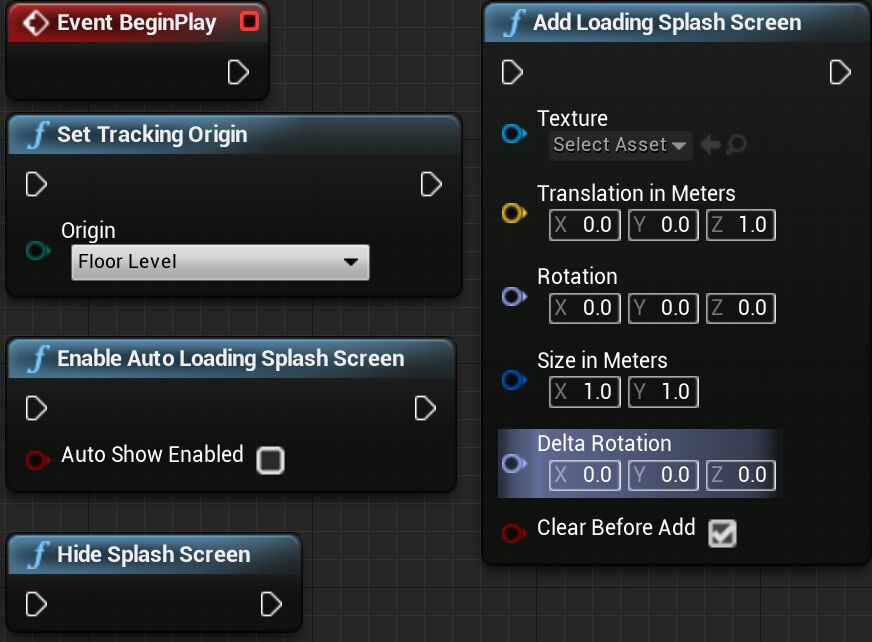 Event BeginPlay
Set Tracking Origin
Origin
Floor Level
Enable Auto Loading Splash Screen
Auto Show Enabled
Hide Splash Screen
Add Loading Splash Screen
Texture
Select Asset
Translation in Meters
X 0.0 Y 0.0 Z 1.0
Rotation
X 0.0 Y 0.0 Z 0.0
Size in Meters
X 1.0 Y 1.0
Delta Rotation
X 0.0 Y 0.0 Z 0.0
Clear Before Add